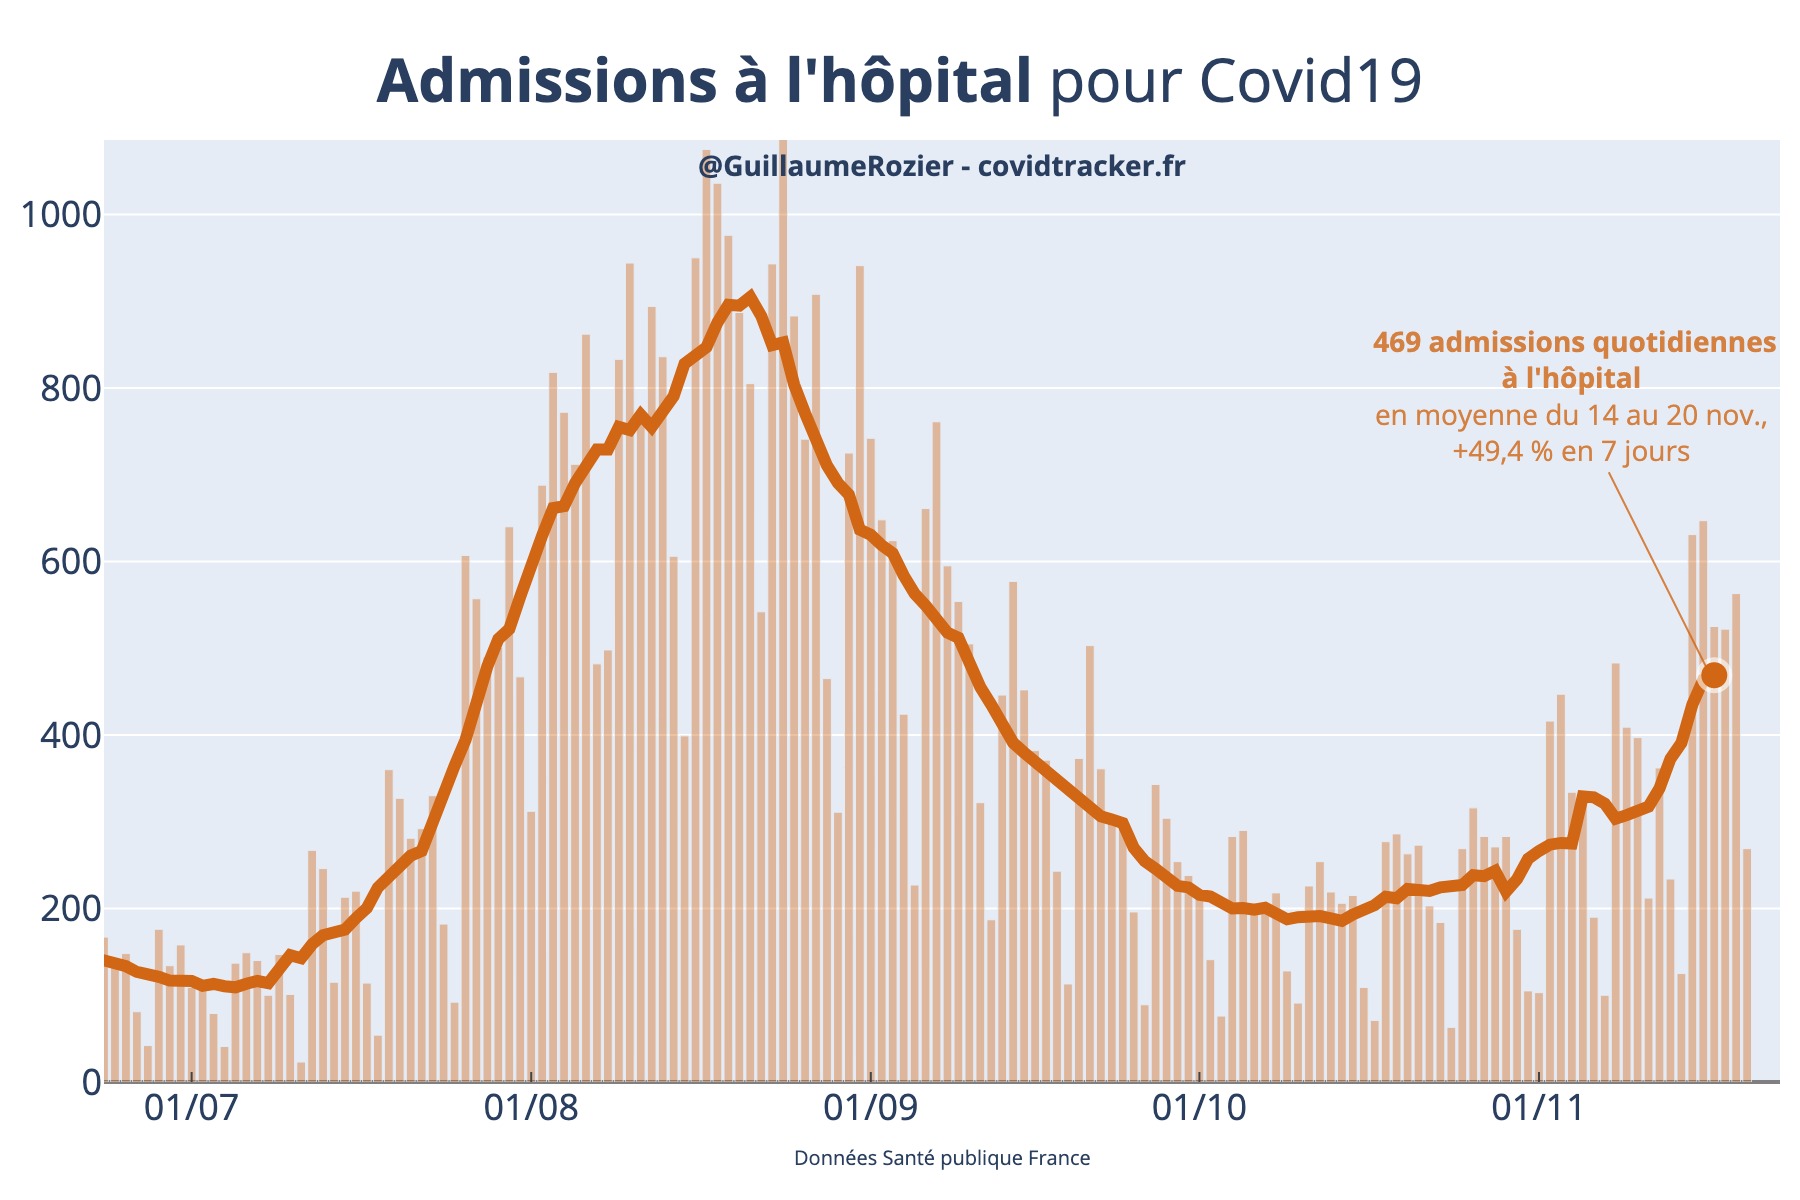 Admissions à l'hôpital pour Covid19
@GuillaumeRozier - covidtracker.fr
1000
800
600
400
200
0
469 admissions quotidiennes
à l'hôpital
en moyenne du 14 au 20 nov.,
+49,4 % en 7 jours
01/07 01/08 01/09 01/10 01/11
Données Santé publique France